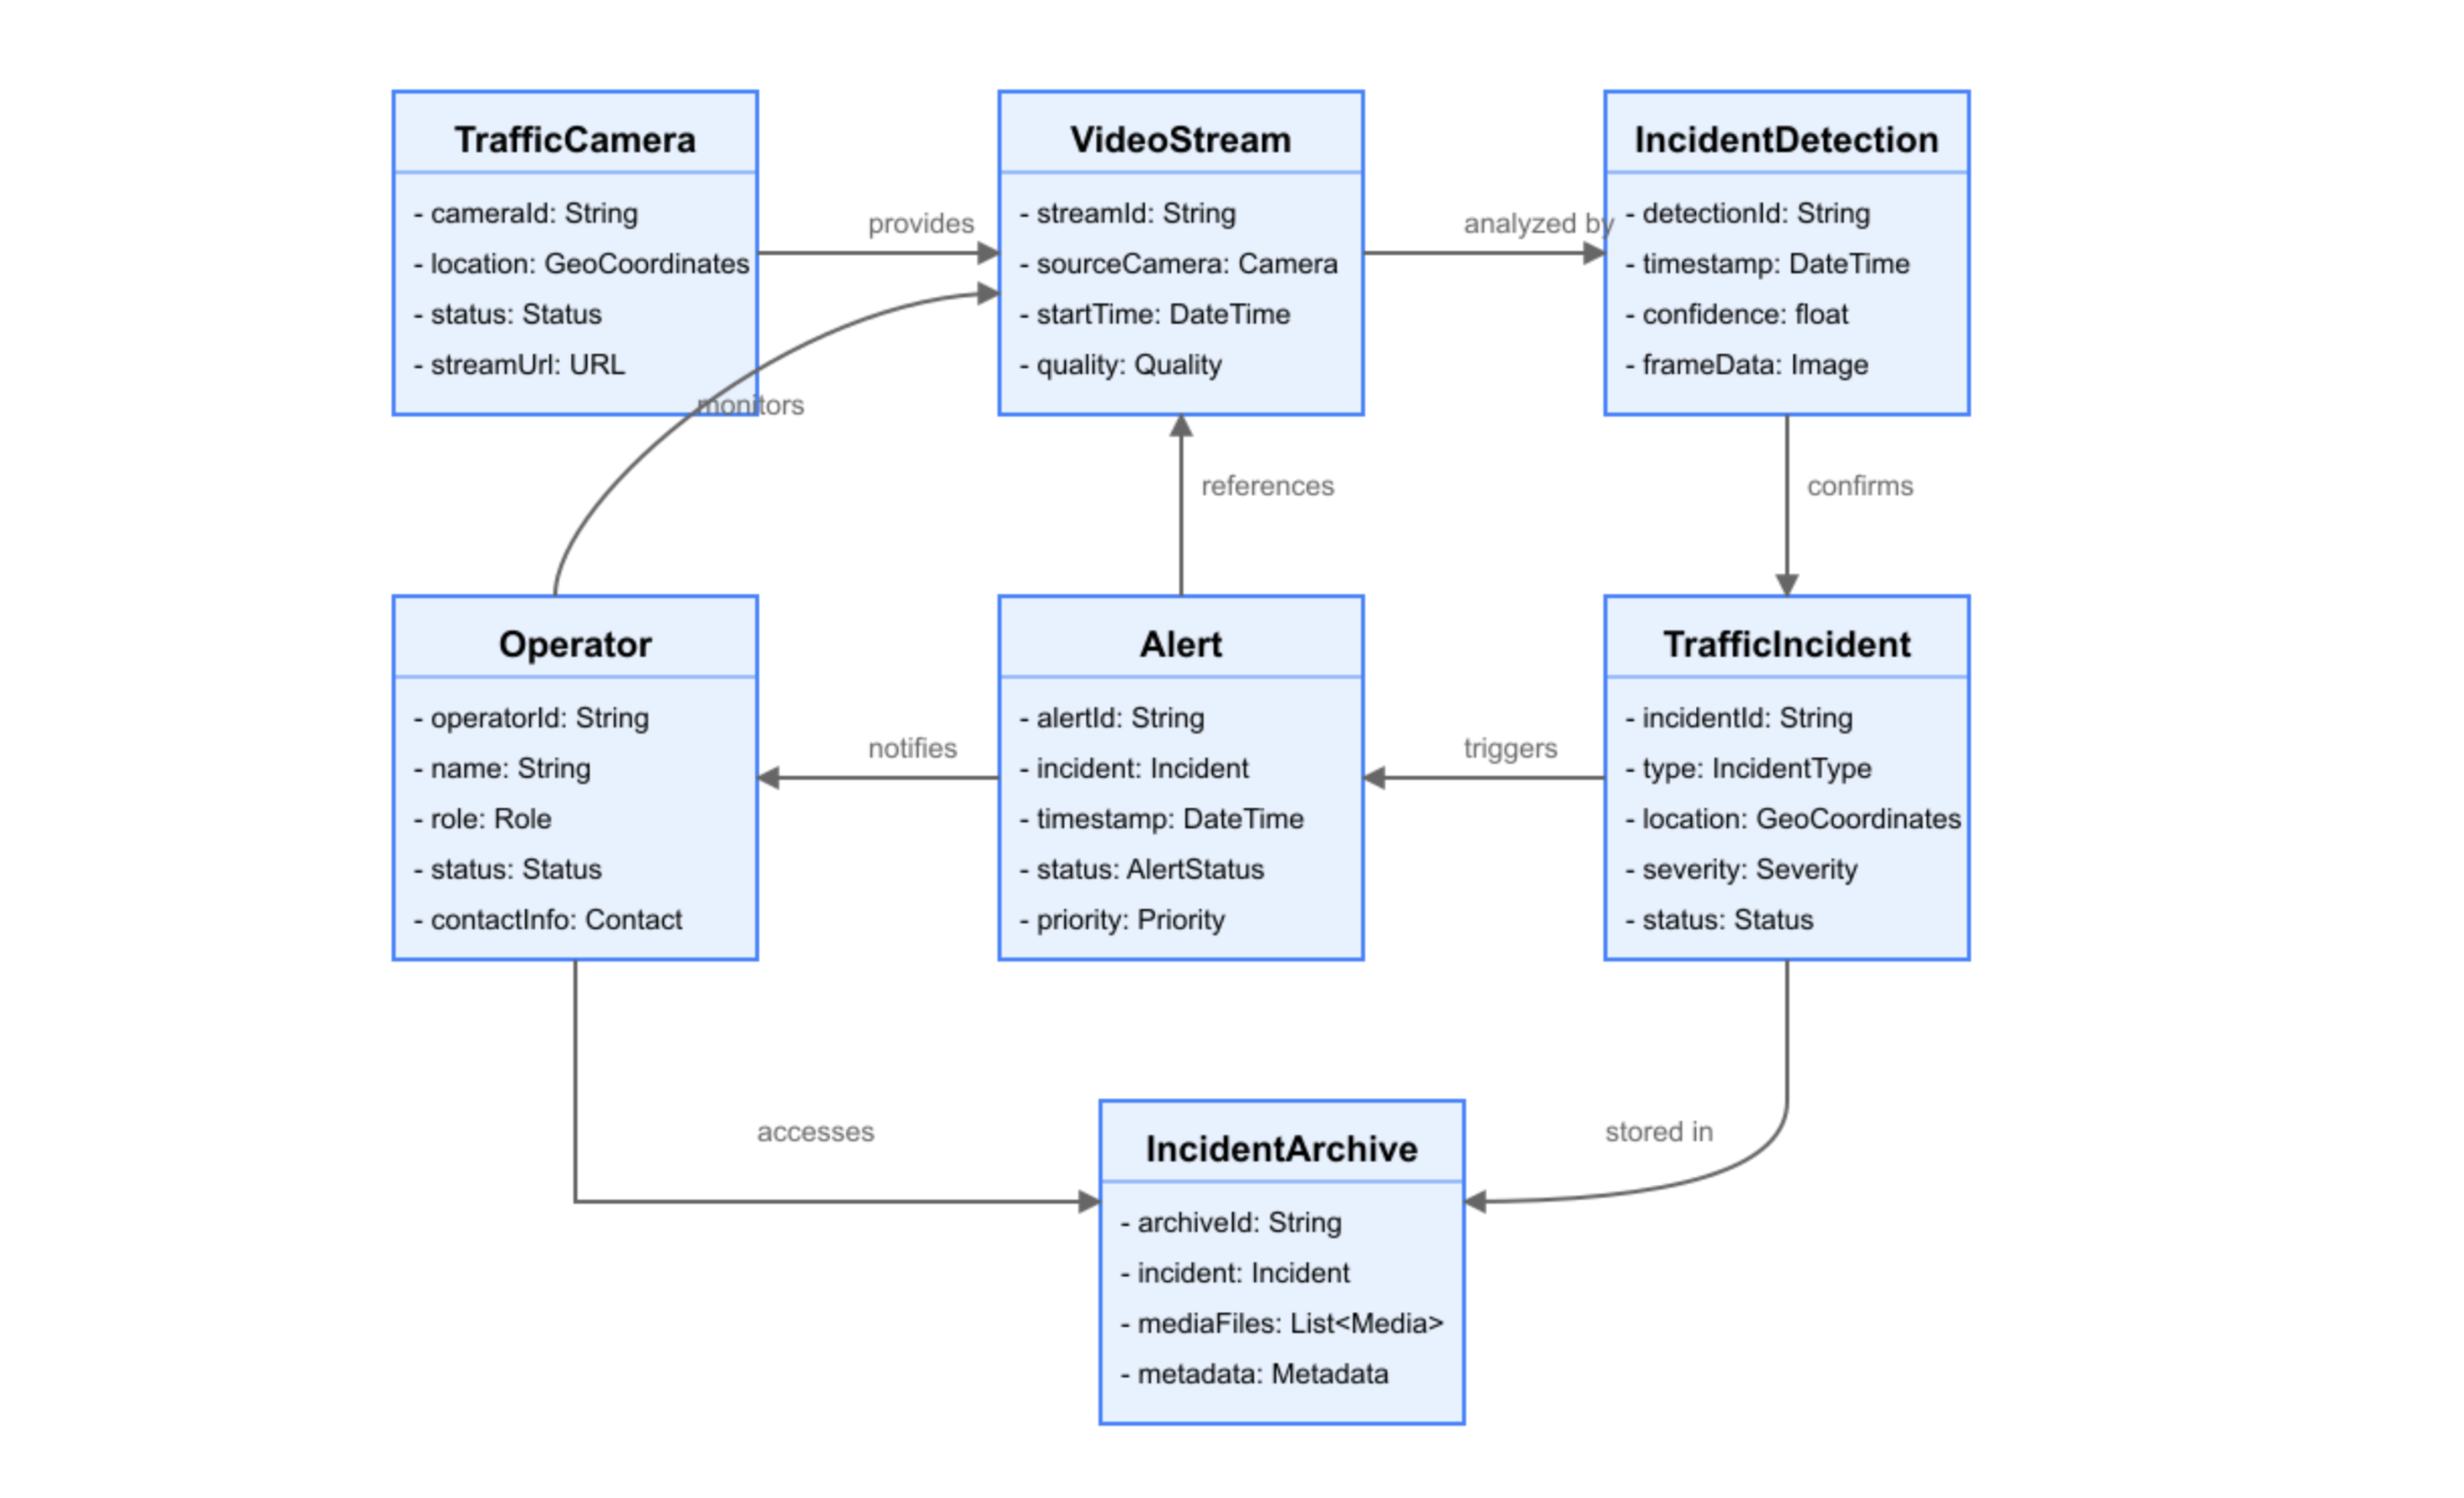 TrafficCamera
- cameraId: String
- location: GeoCoordinates
- status: Status
- streamUrl: URL
provides
VideoStream
- streamId: String
- sourceCamera: Camera
- startTime: DateTime
- quality: Quality
analyzed by
IncidentDetection
- detectionId: String
- timestamp: DateTime
- confidence: float
- frameData: Image
monitors
references
confirms
Operator
- operatorId: String
- name: String
- role: Role
- status: Status
- contactInfo: Contact
notifies
Alert
- alertId: String
- incident: Incident
- timestamp: DateTime
- status: AlertStatus
- priority: Priority
triggers
TrafficIncident
- incidentId: String
- type: IncidentType
- location: GeoCoordinates
- severity: Severity
- status: Status
accesses
IncidentArchive
- archiveId: String
- incident: Incident
- mediaFiles: List<Media>
- metadata: Metadata
stored in